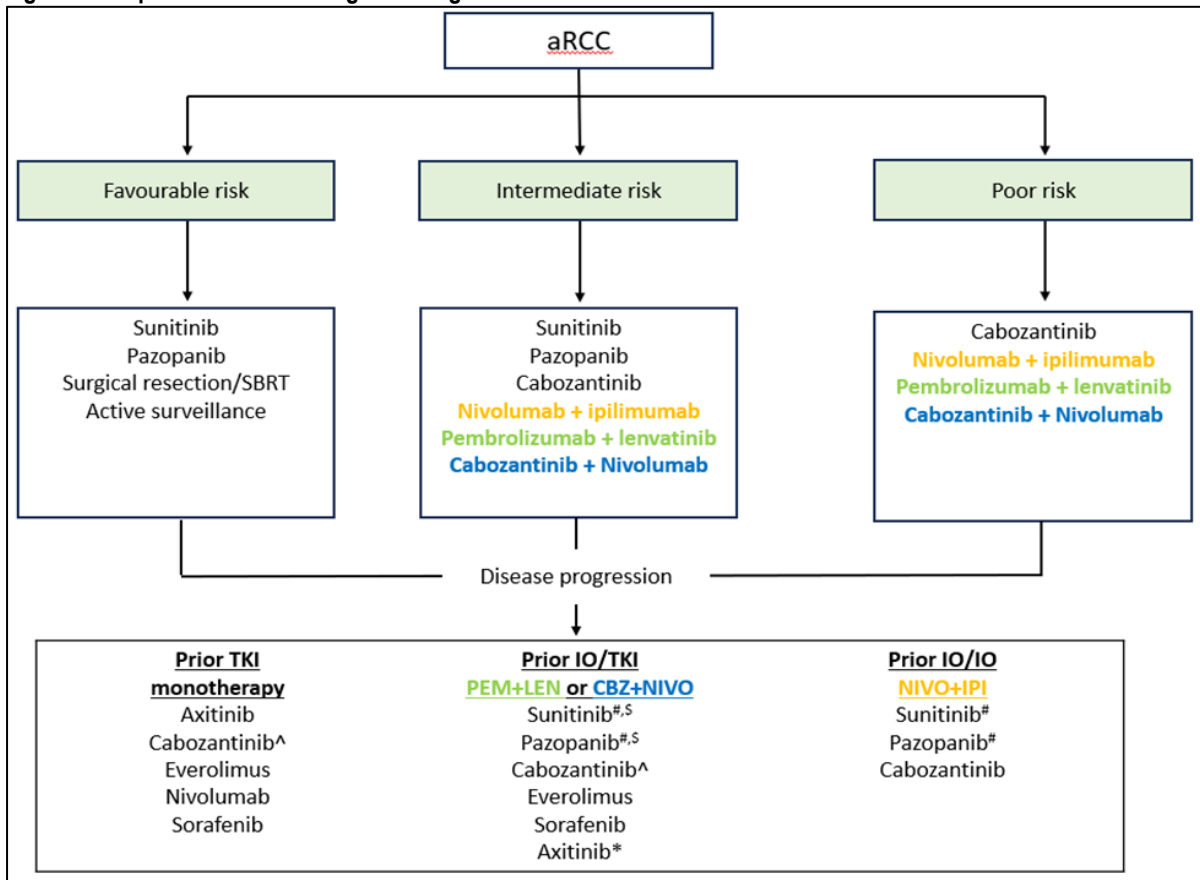 aRCC
Favourable risk
Intermediate risk
Poor risk
Sunitinib
Pazopanib
Surgical resection/SBRT
Active surveillance
Sunitinib
Pazopanib
Cabozantinib
Nivolumab + ipilimumab
Pembrolizumab + lenvatinib
Cabozantinib + Nivolumab
Cabozantinib
Nivolumab + ipilimumab
Pembrolizumab + lenvatinib
Cabozantinib + Nivolumab
Disease progression
Prior TKI
monotherapy
Axitinib
Cabozantinib^
Everolimus
Nivolumab
Sorafenib
Prior IO/TKI
PEM+LEN or CBZ+NIVO
Sunitinib#,$
Pazopanib#,$
Cabozantinib^
Everolimus
Sorafenib
Axitinib*
Prior IO/IO
NIVO+IPI
Sunitinib#
Pazopanib#
Cabozantinib